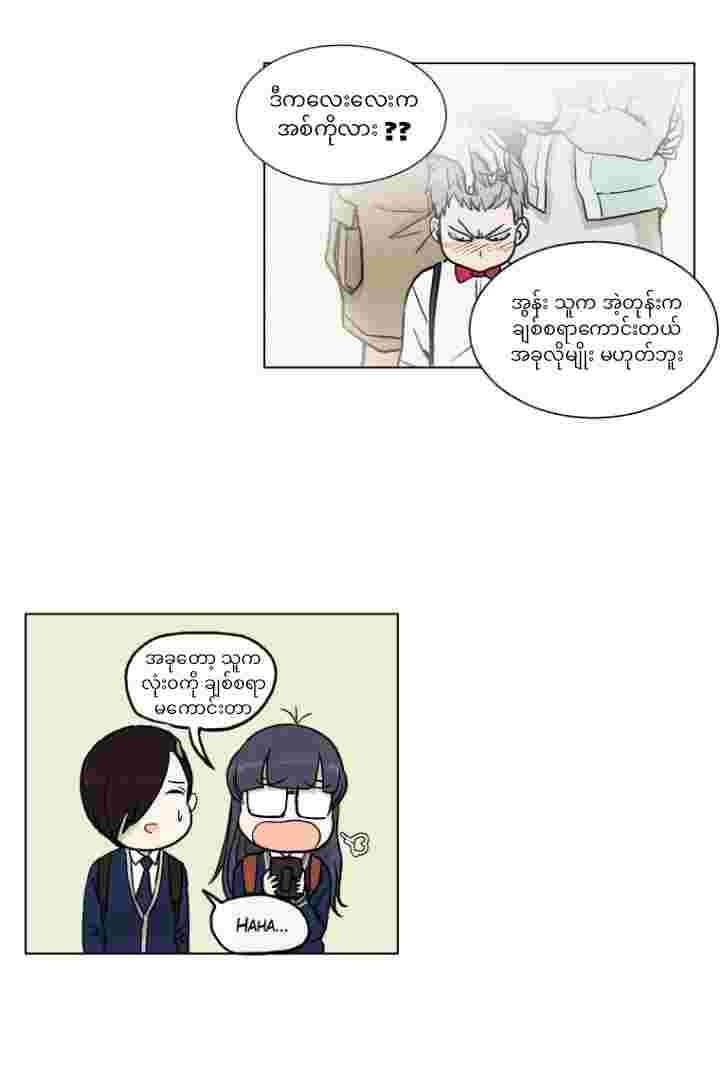 ဒီကလေးလေးက
အစ်ကိုလား ??
အွန်း သူက အဲ့တုန်းက
ချစ်စရာကောင်းတယ်
အခုလိုမျိုး မဟုတ်ဘူး
အခုတော့ သူက
လုံးဝကို ချစ်စရာ
မကောင်းတာ
HAHA...